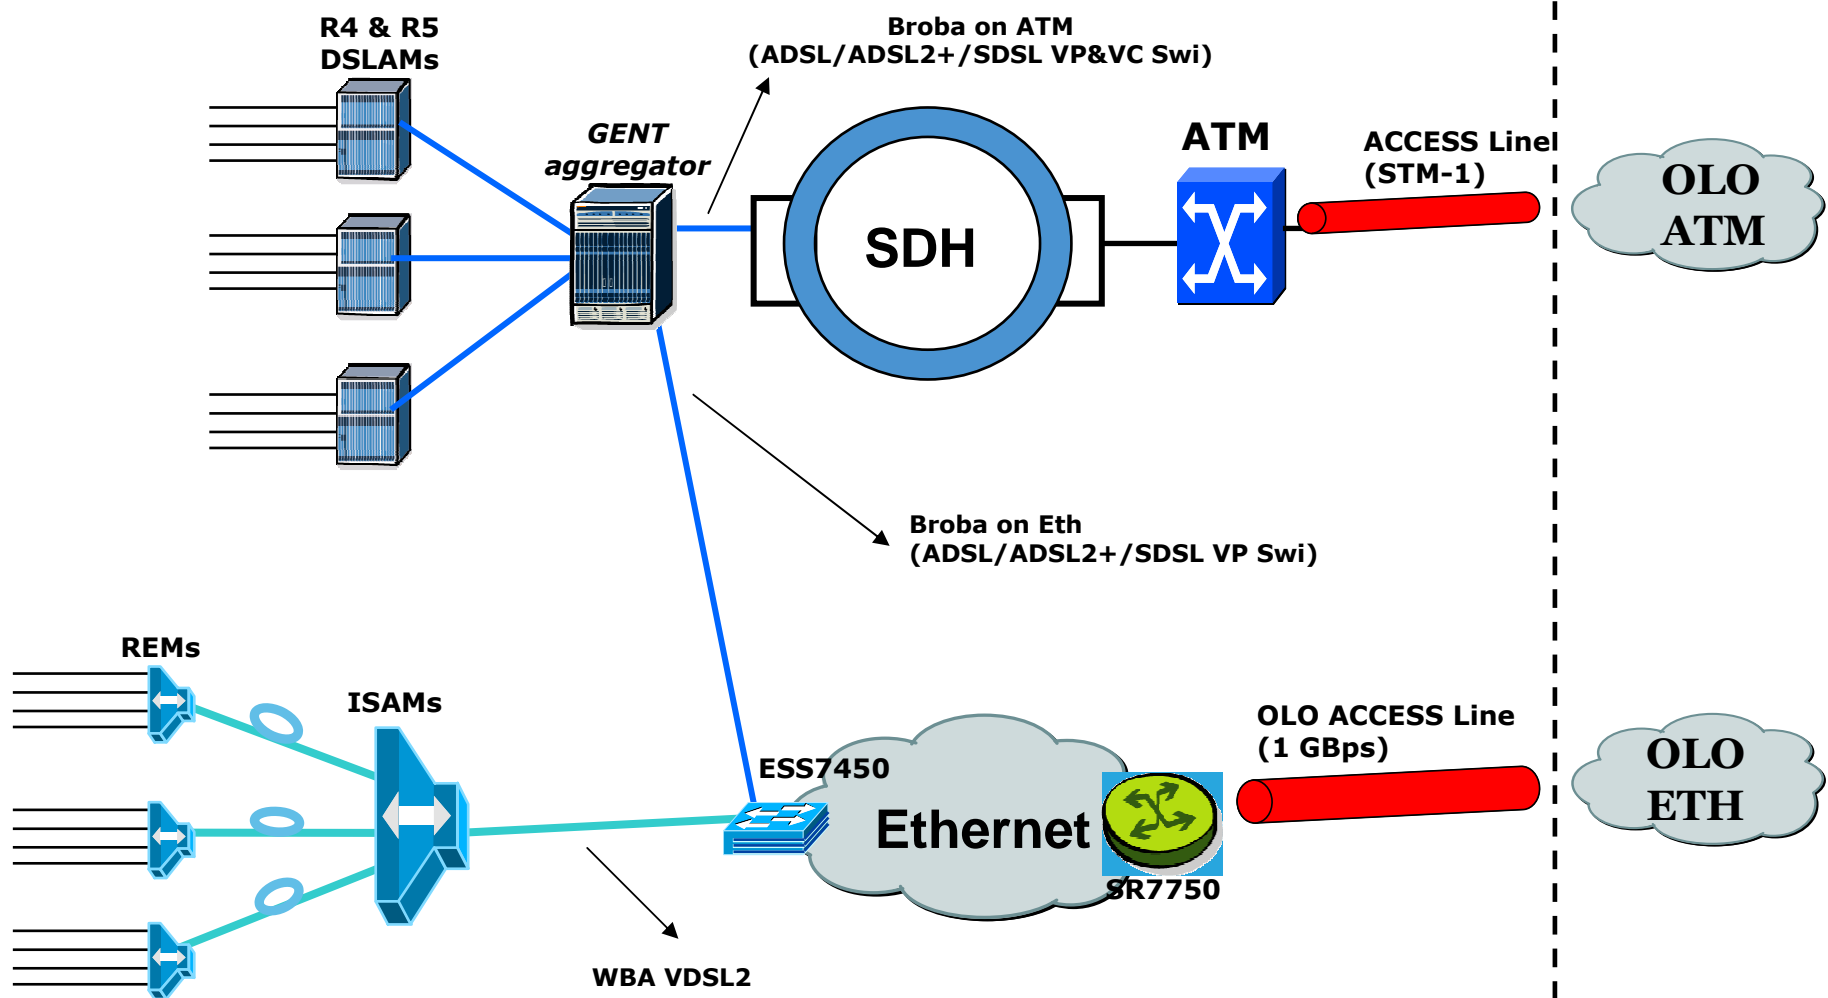 R4 & R5
DSLAMs
Broba on ATM
(ADSL/ADSL2+/SDSL VP&VC Swi)
GENT
aggregator
SDH
ATM
ACCESS Line
(STM-1)
OLO
ATM
Broba on Eth
(ADSL/ADSL2+/SDSL VP Swi)
REMs
ISAMs
ESS7450
Ethernet
SR7750
OLO ACCESS Line
(1 GBps)
OLO
ETH
WBA VDSL2